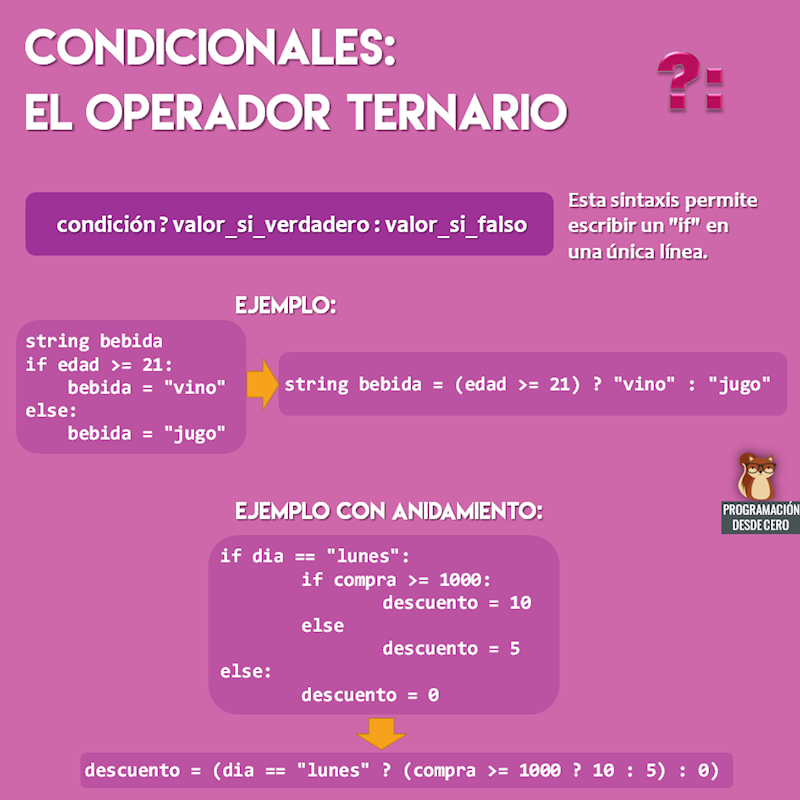 CONDICIONALES:
EL OPERADOR TERNARIO
?:
condición ? valor_si_verdadero : valor_si_falso
Esta sintaxis permite
escribir un "if" en
una única línea.
EJEMPLO:
string bebida
if edad >= 21:
    bebida = "vino"
else:
    bebida = "jugo"
string bebida = (edad >= 21) ? "vino" : "jugo"
PROGRAMACIÓN
DESDE CERO
EJEMPLO CON ANIDAMIENTO:
if dia == "lunes":
       if compra >= 1000:
              descuento = 10
       else
              descuento = 5
else:
       descuento = 0
descuento = (dia == "lunes" ? (compra >= 1000 ? 10 : 5) : 0)